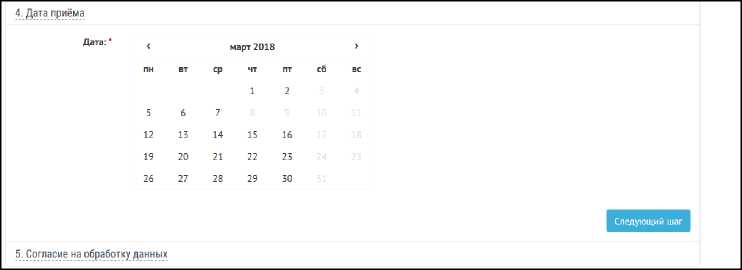 4. Дата приёма
Дата: *
‹ март 2018 ›
пн вт ср чт пт сб вс
1 2 3 4
5 6 7 8 9 10 11
12 13 14 15 16 17 18
19 20 21 22 23 24 25
26 27 28 29 30 31
Следующий шаг
5. Согласие на обработку данных